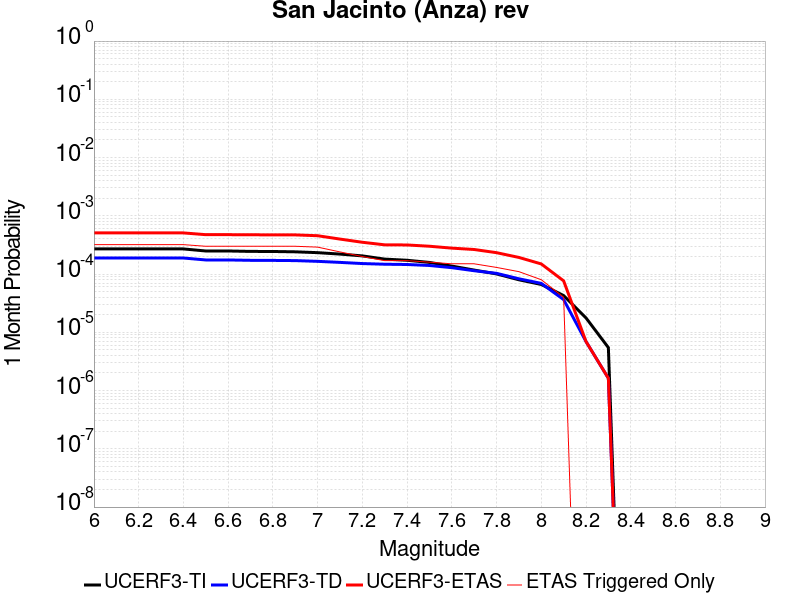 San Jacinto (Anza) rev
10^0
10^-1
10^-2
10^-3
10^-4
10^-5
10^-6
10^-7
10^-8
1 Month Probability
6 6.2 6.4 6.6 6.8 7 7.2 7.4 7.6 7.8 8 8.2 8.4 8.6 8.8 9
Magnitude
UCERF3-TI UCERF3-TD UCERF3-ETAS ETAS Triggered Only